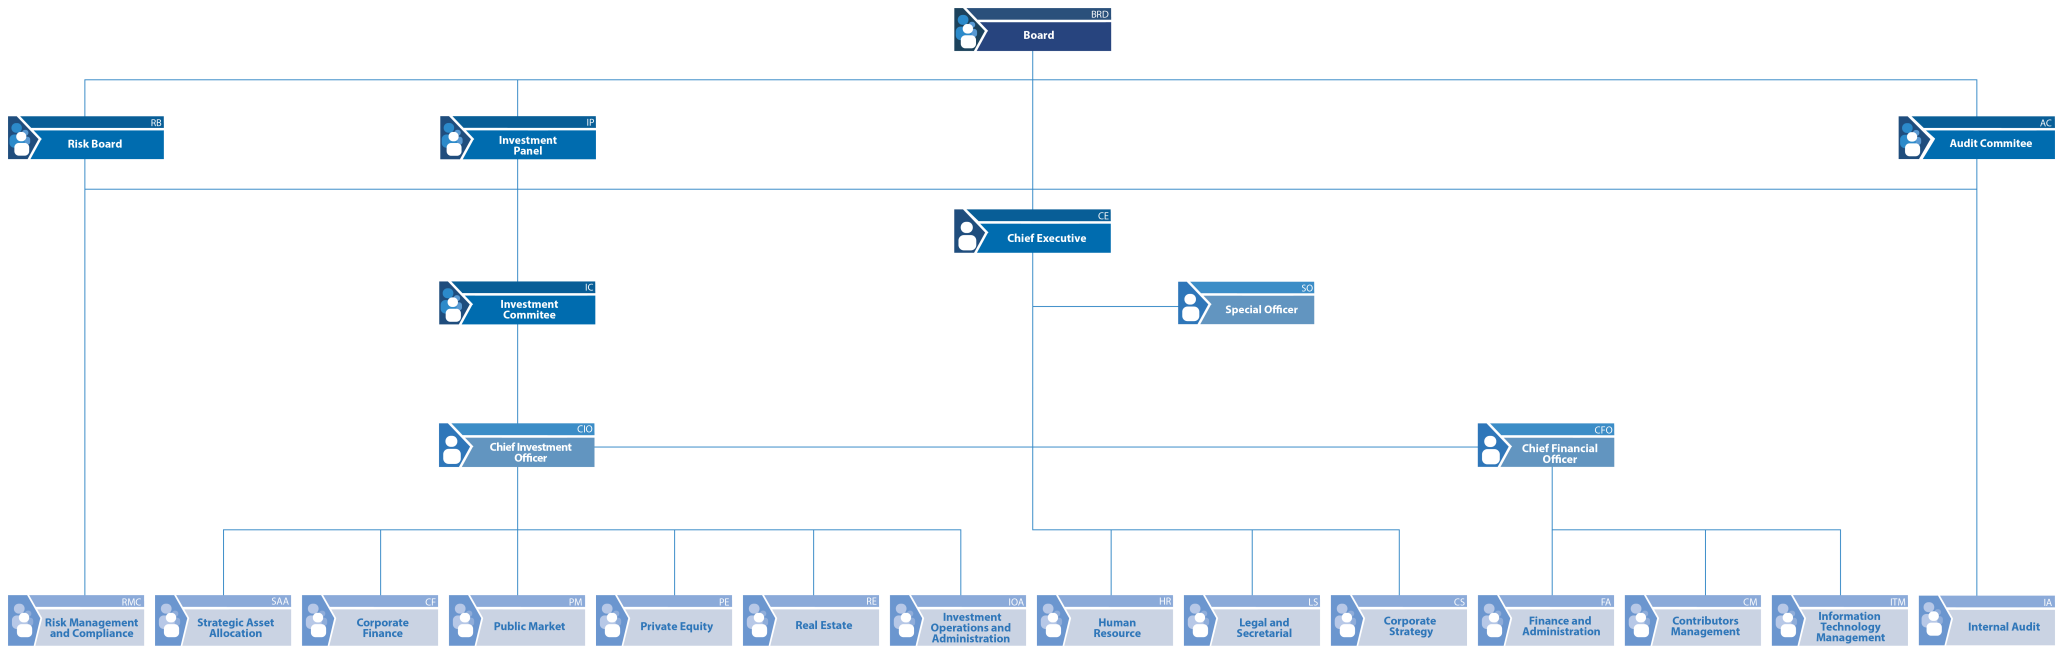 BRD
Board
RB
Risk Board
IP
Investment
Panel
AC
Audit Commitee
CE
Chief Executive
IC
Investment
Commitee
SO
Special Officer
CIO
Chief Investment
Officer
CFO
Chief Financial
Officer
RMC
Risk Management
and Compliance
SAA
Strategic Asset
Allocation
CF
Corporate
Finance
PM
Public Market
PE
Private Equity
RE
Real Estate
IOA
Investment
Operations and
Administration
HR
Human
Resource
LS
Legal and
Secretarial
CS
Corporate
Strategy
FA
Finance and
Administration
CM
Contributors
Management
ITM
Information
Technology
Management
IA
Internal Audit